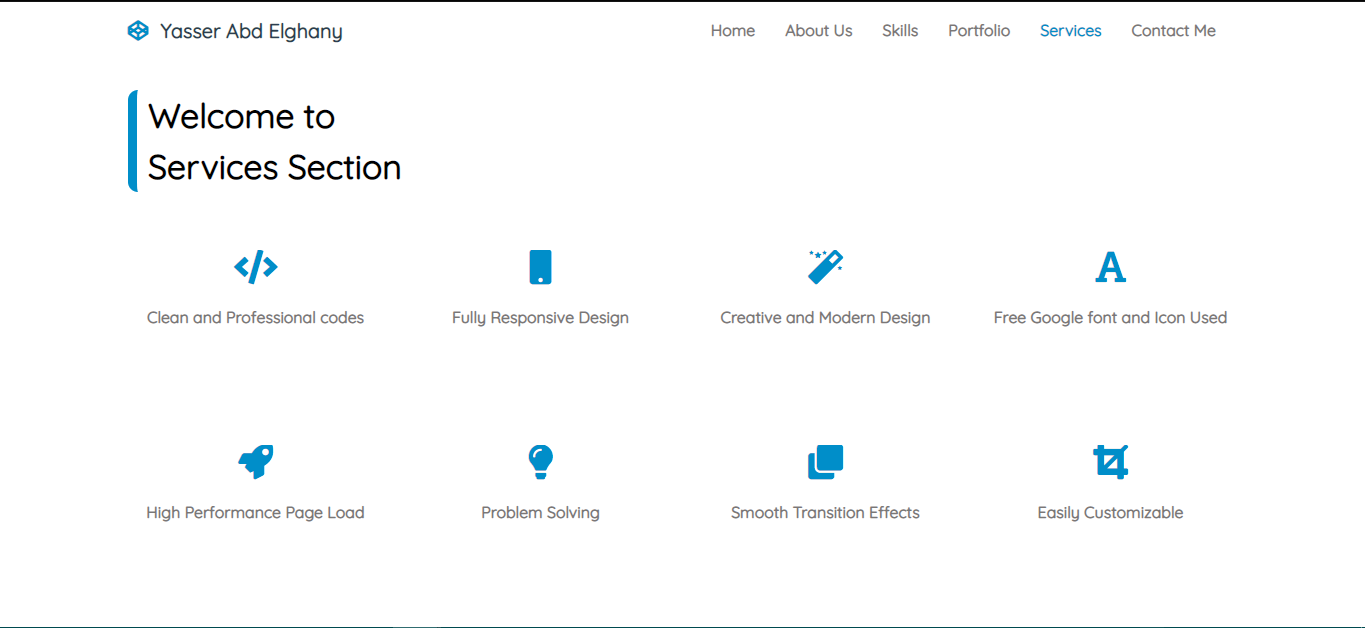 Yasser Abd Elghany
Home About Us Skills Portfolio Services Contact Me
Welcome to
Services Section
Clean and Professional codes
Fully Responsive Design
Creative and Modern Design
Free Google font and Icon Used
High Performance Page Load
Problem Solving
Smooth Transition Effects
Easily Customizable